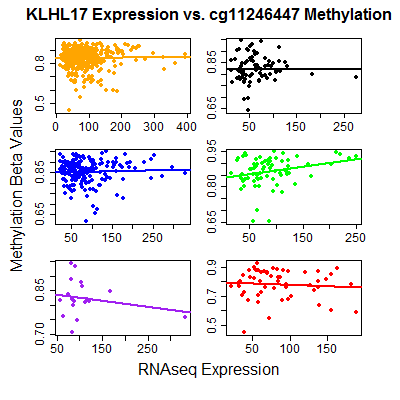 KLHL17 Expression vs. cg11246447 Methylation
Methylation Beta Values
0.5 0.8
0 100 200 300 400
0.65 0.85
50 150 250
0.65 0.75 0.85
50 150 250
0.65 0.80 0.95
50 100 150 200 250
0.70 0.85
50 150 250
0.5 0.7 0.9
50 100 150
RNAseq Expression